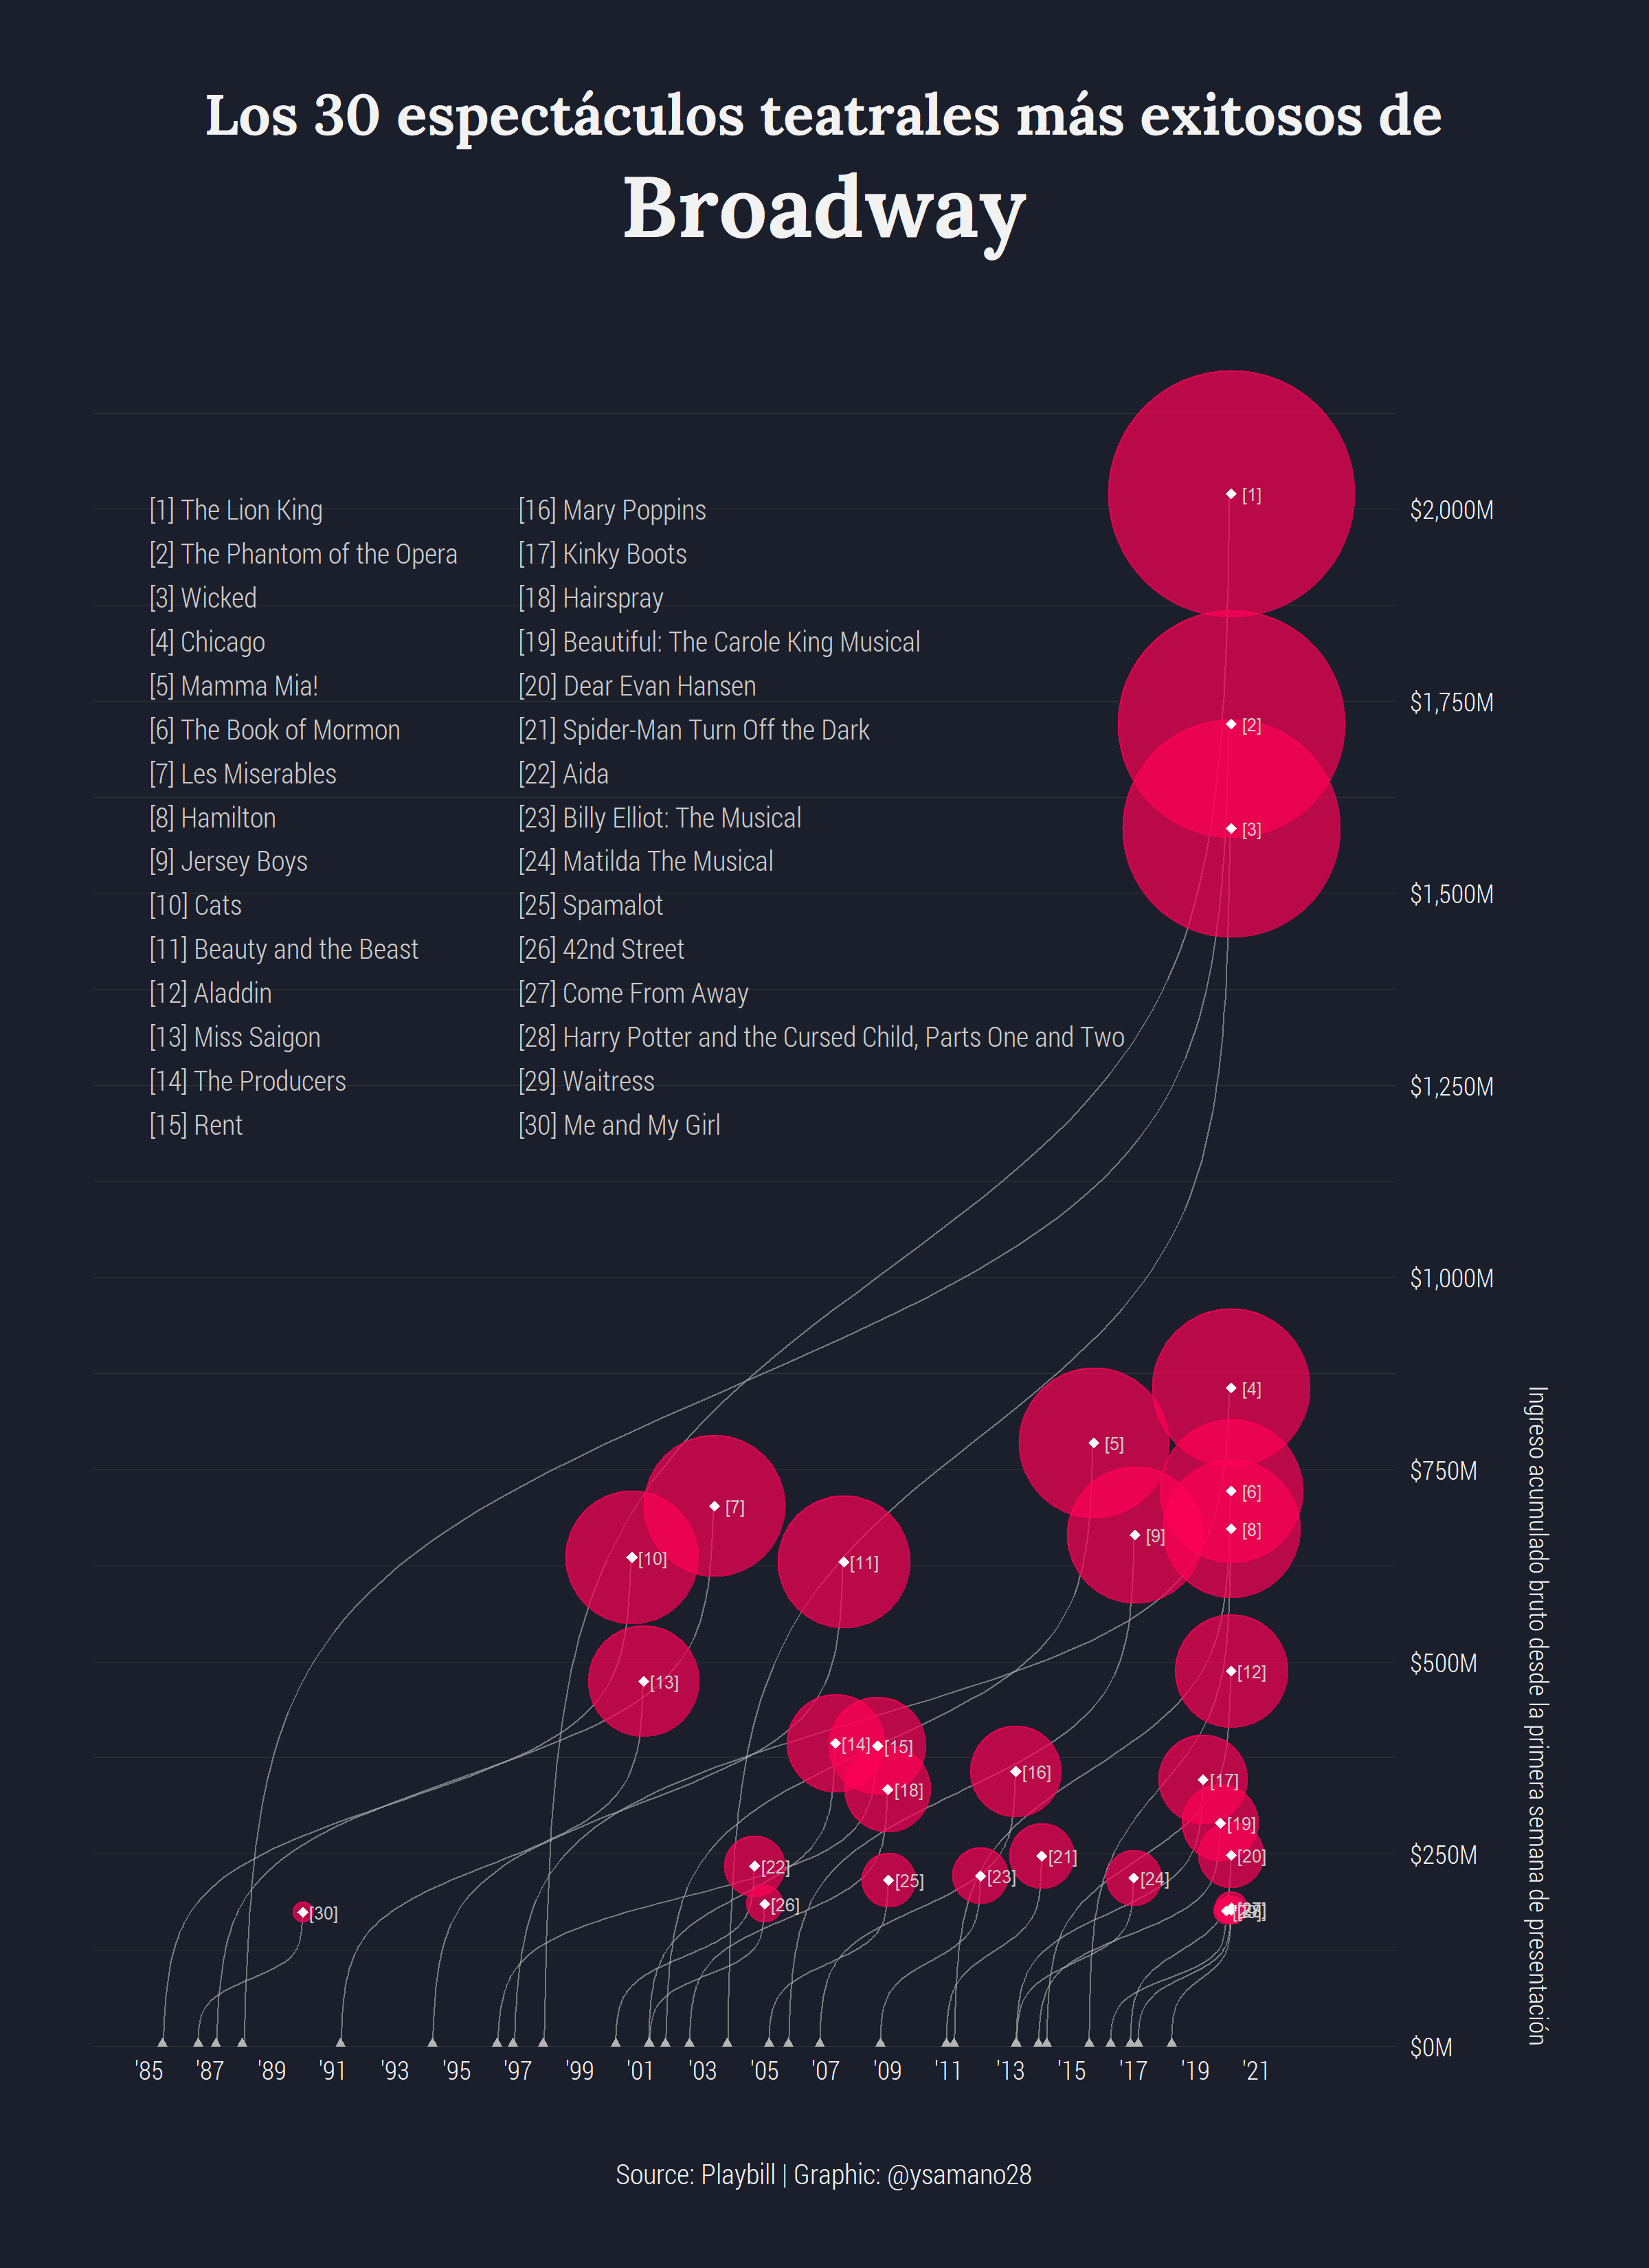 Los 30 espectáculos teatrales más exitosos de
Broadway
[1] The Lion King
[2] The Phantom of the Opera
[3] Wicked
[4] Chicago
[5] Mamma Mia!
[6] The Book of Mormon
[7] Les Miserables
[8] Hamilton
[9] Jersey Boys
[10] Cats
[11] Beauty and the Beast
[12] Aladdin
[13] Miss Saigon
[14] The Producers
[15] Rent
[16] Mary Poppins
[17] Kinky Boots
[18] Hairspray
[19] Beautiful: The Carole King Musical
[20] Dear Evan Hansen
[21] Spider-Man Turn Off the Dark
[22] Aida
[23] Billy Elliot: The Musical
[24] Matilda The Musical
[25] Spamalot
[26] 42nd Street
[27] Come From Away
[28] Harry Potter and the Cursed Child, Parts One and Two
[29] Waitress
[30] Me and My Girl
[1]
[2]
[3]
[4]
[5]
[6]
[7]
[8]
[9]
[10]
[11]
[13]
[12]
[14]
[15]
[16]
[17]
[18]
[19]
[20]
[21]
[22]
[23]
[24]
[25]
[26]
[30]
$2,000M
$1,750M
$1,500M
$1,250M
$1,000M
$750M
$500M
$250M
$0M
Ingreso acumulado bruto desde la primera semana de presentación
'85 '87 '89 '91 '93 '95 '97 '99 '01 '03 '05 '07 '09 '11 '13 '15 '17 '19 '21
Source: Playbill | Graphic: @ysamano28